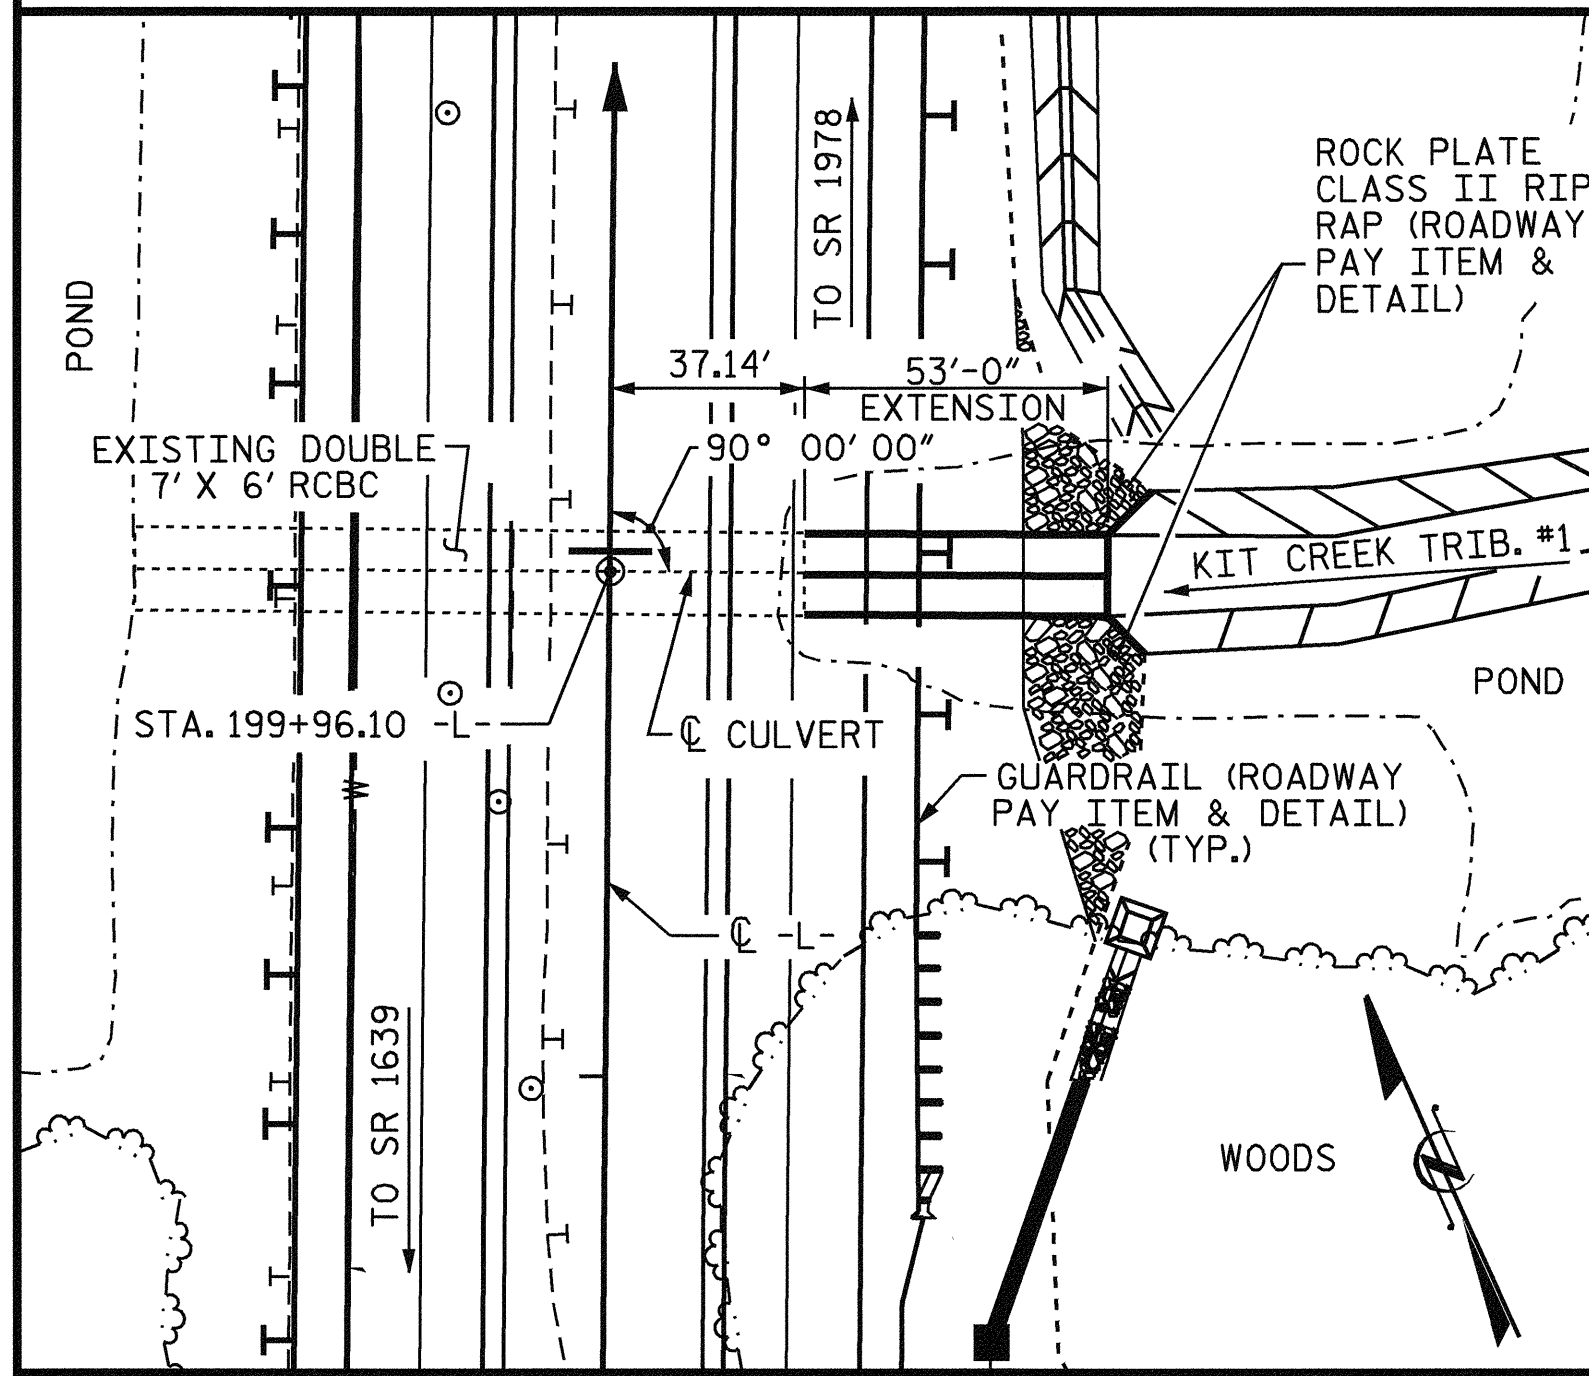 ROCK PLATE
CLASS II RIP
RAP (ROADWAY
PAY ITEM &
DETAIL)
TO SR 1978
POND
37.14'
53'-0"
EXTENSION
90° 00' 00"
EXISTING DOUBLE
7' X 6' RCBC
KIT CREEK TRIB. #1
POND
STA. 199+96.10 -L-
℄ CULVERT
GUARDRAIL (ROADWAY
PAY ITEM & DETAIL)
(TYP.)
W
℄ -L-
TO SR 1639
WOODS
N